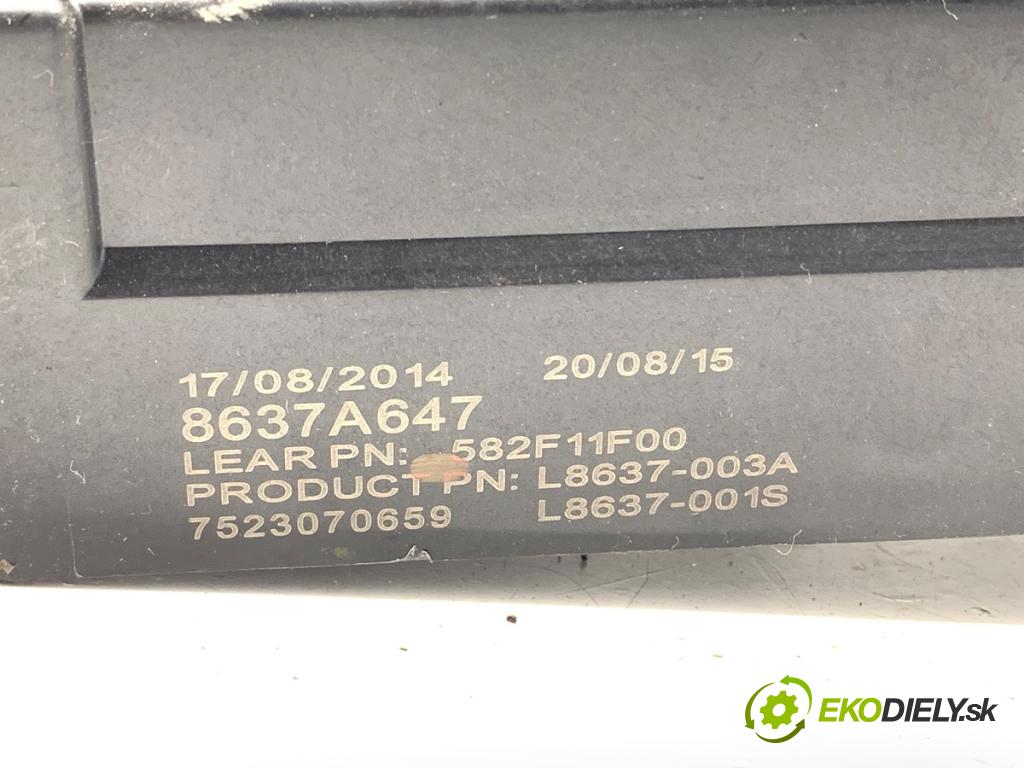 17/08/2014 20/08/15
8637A647
LEAR PN: 582F11F00
PRODUCT PN: L8637-003A
7523070659 L8637-001S
EKODIELY.sk